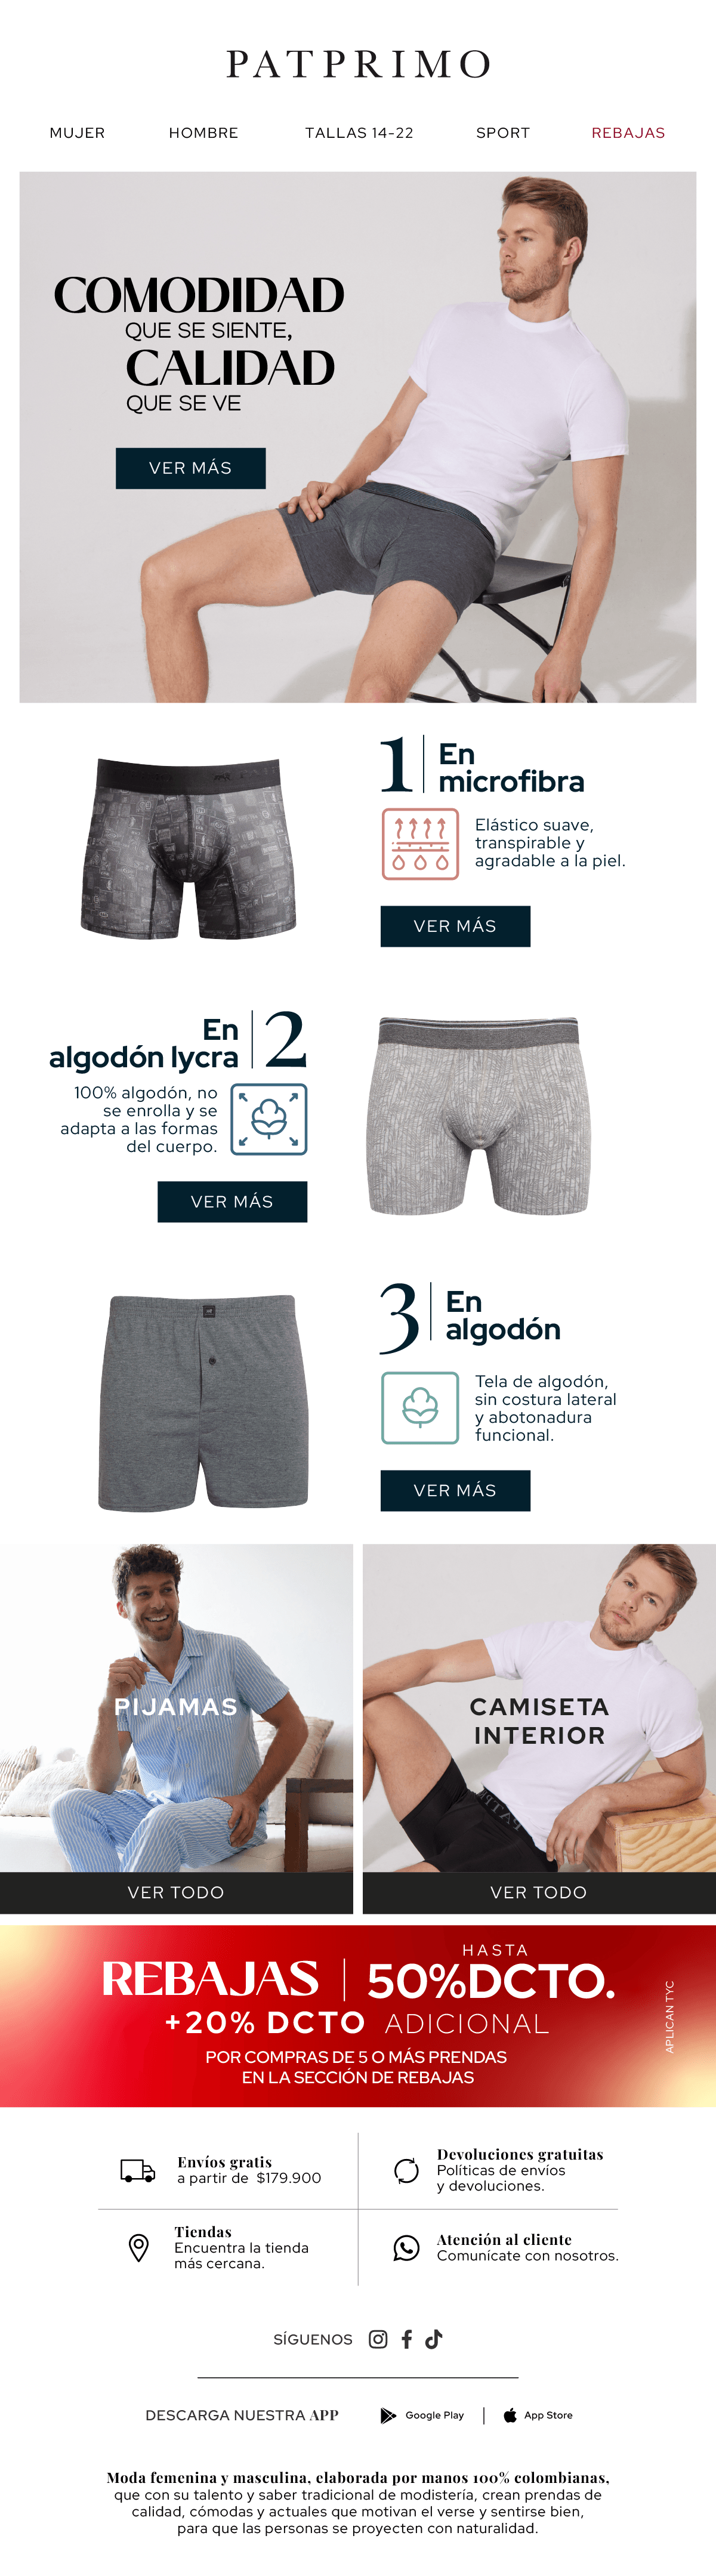 PATPRIMO
MUJER HOMBRE TALLAS 14-22 SPORT REBAJAS
COMODIDAD
QUE SE SIENTE,
CALIDAD
QUE SE VE
VER MÁS
1 En
microfibra
Elástico suave,
transpirable y
agradable a la piel.
VER MÁS
En 2
algodón lycra
100% algodón, no
se enrolla y se
adapta a las formas
del cuerpo.
VER MÁS
3 En
algodón
Tela de algodón,
sin costura lateral
y abotonadura
funcional.
VER MÁS
PIJAMAS
VER TODO
CAMISETA
INTERIOR
VER TODO
REBAJAS
HASTA
50%DCTO.
+20% DCTO ADICIONAL
POR COMPRAS DE 5 O MÁS PRENDAS
EN LA SECCIÓN DE REBAJAS
APLICAN TYC
Envíos gratis
a partir de $179.900
Devoluciones gratuitas
Políticas de envíos
y devoluciones.
Tiendas
Encuentra la tienda
más cercana.
Atención al cliente
Comunícate con nosotros.
SÍGUENOS
DESCARGA NUESTRA APP Google Play App Store
Moda femenina y masculina, elaborada por manos 100% colombianas,
que con su talento y saber tradicional de modistería, crean prendas de
calidad, cómodas y actuales que motivan el verse y sentirse bien,
para que las personas se proyecten con naturalidad.